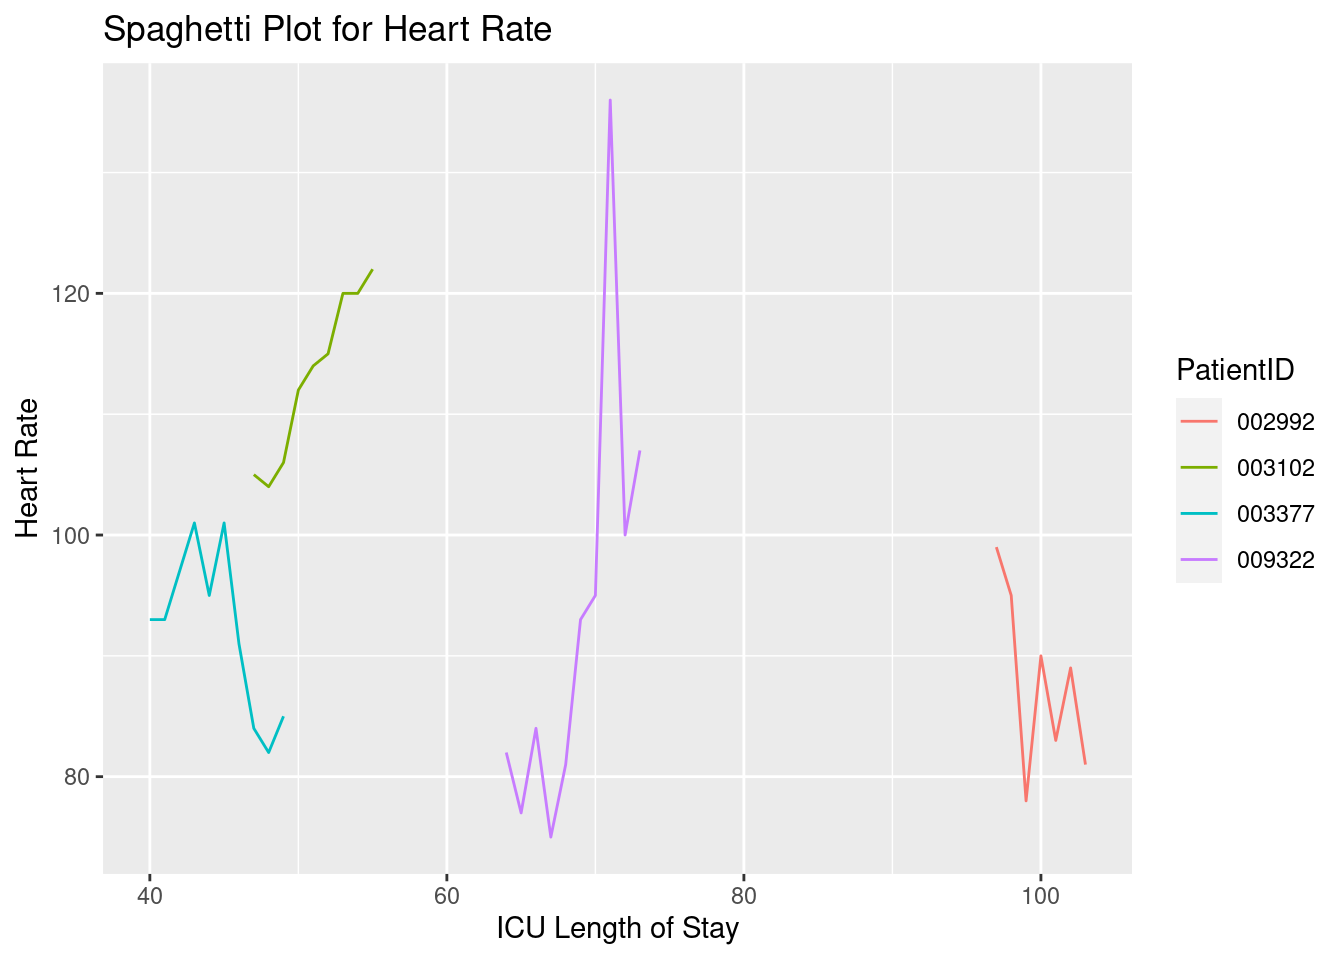 Spaghetti Plot for Heart Rate
120
100
80
Heart Rate
40 60 80 100
ICU Length of Stay
PatientID
002992
003102
003377
009322